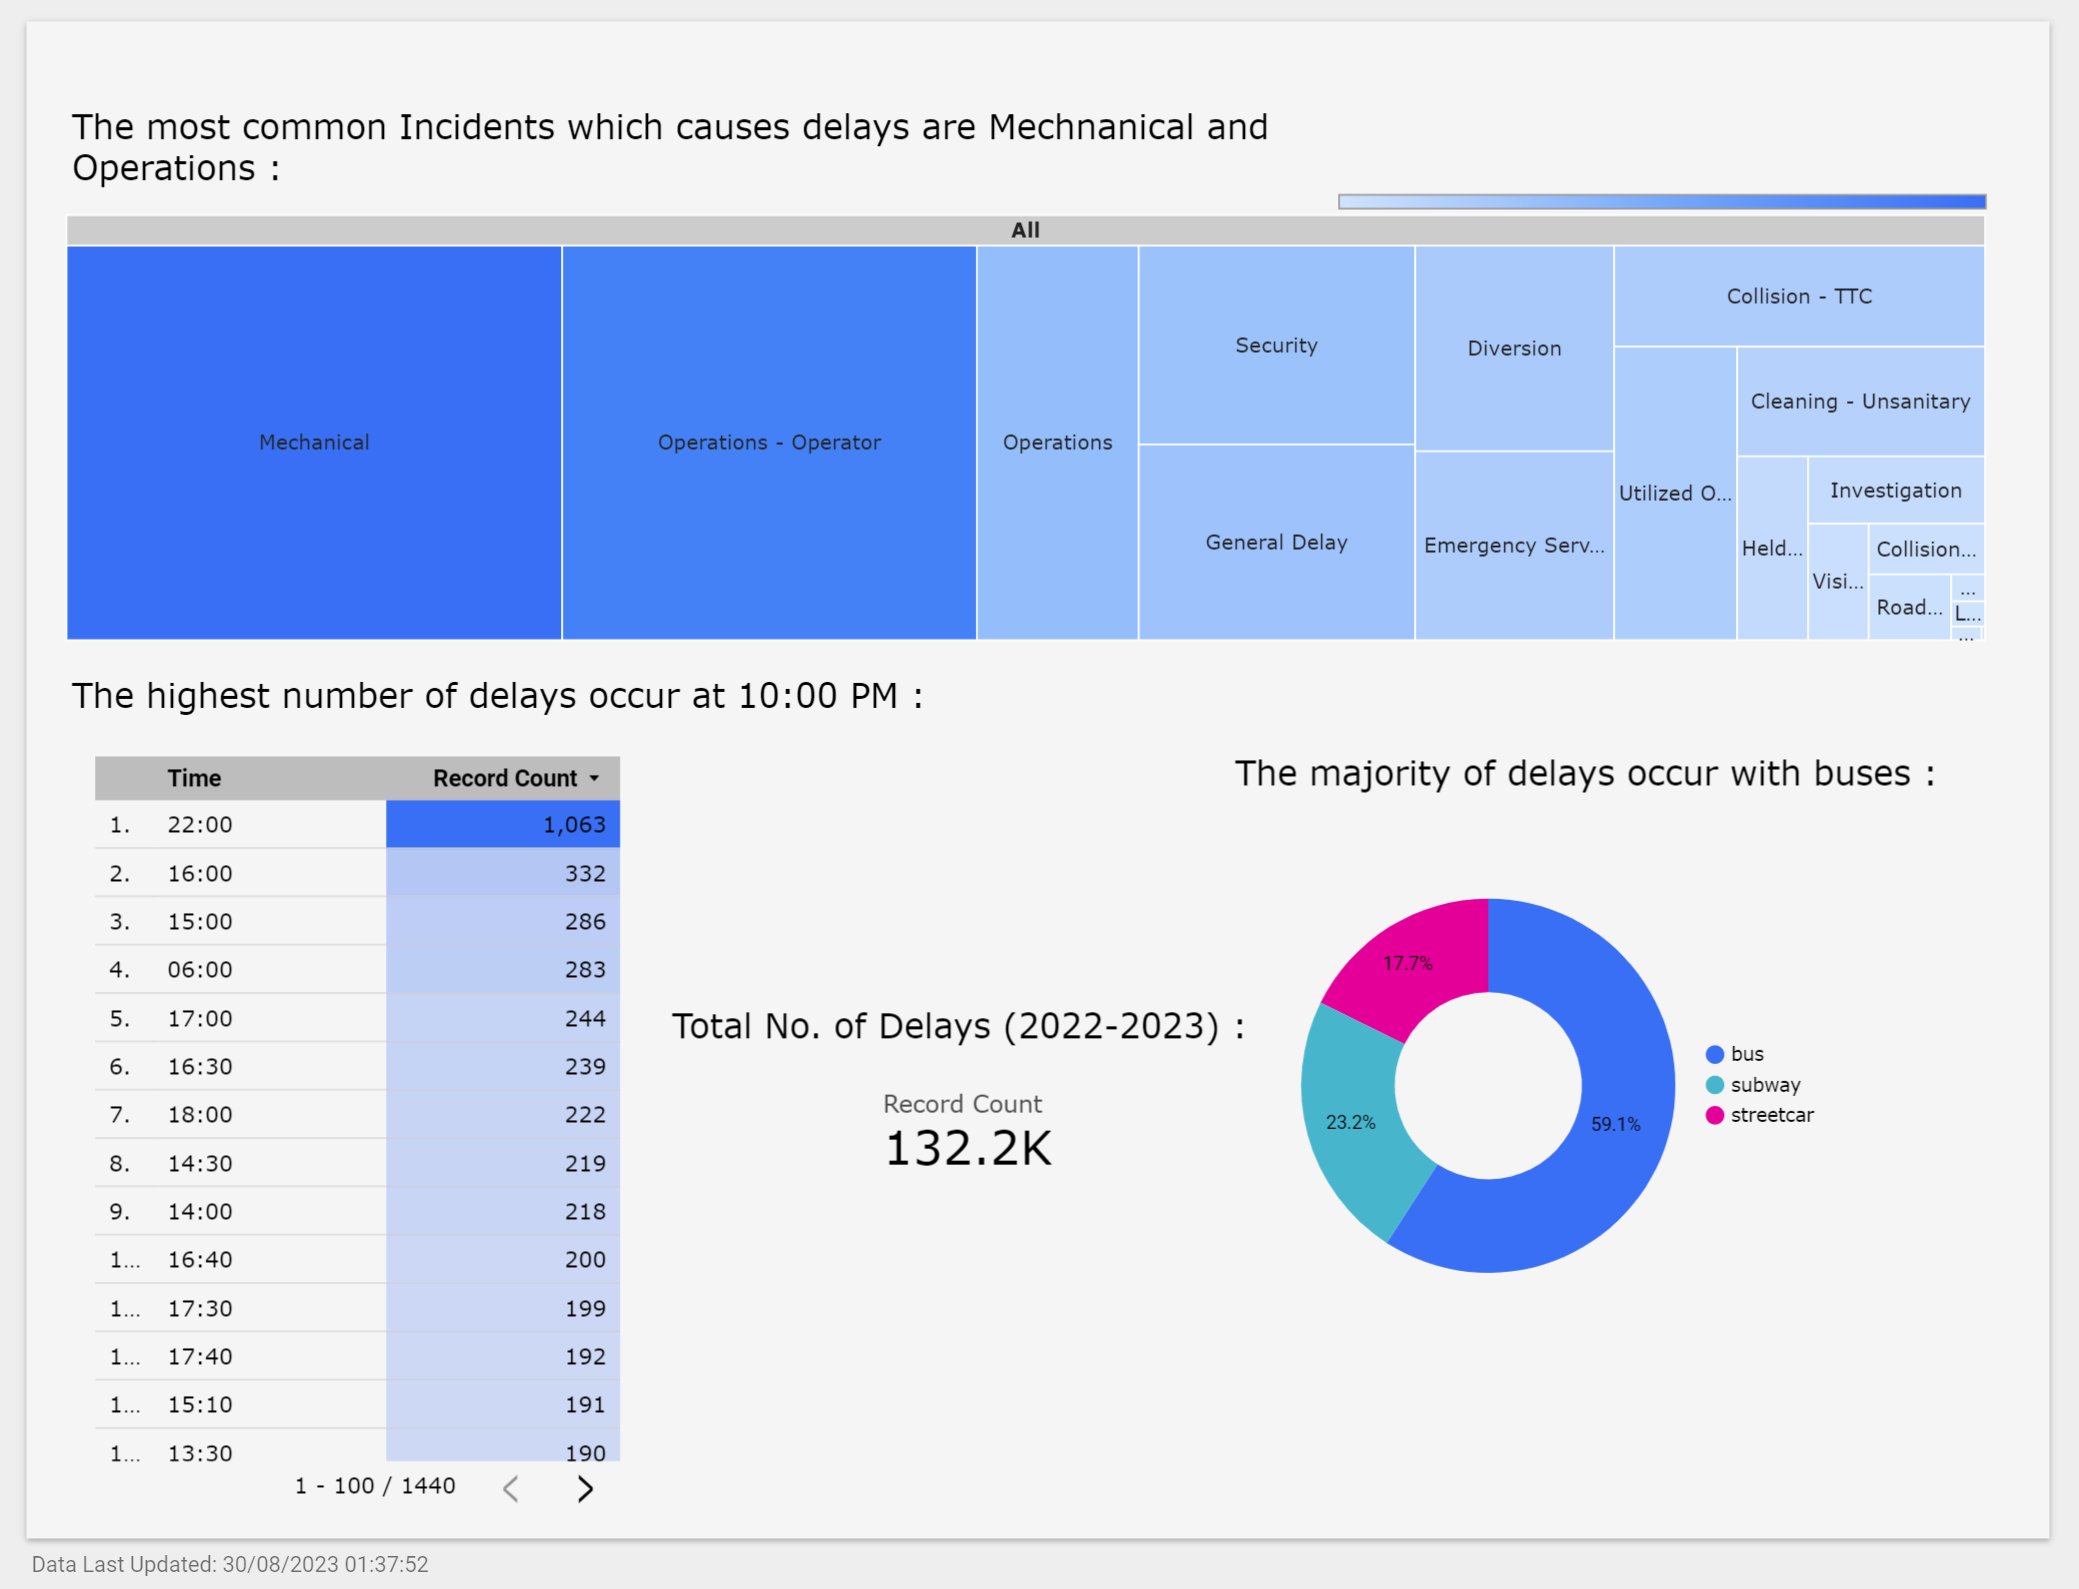 The most common Incidents which causes delays are Mechnanical and
Operations :
All
Mechanical
Operations - Operator
Operations
Security
General Delay
Diversion
Emergency Serv...
Collision - TTC
Utilized O...
Cleaning - Unsanitary
Held...
Investigation
Visi...
Collision...
Road...
...
L...
...
The highest number of delays occur at 10:00 PM :
Time Record Count
1. 22:00 1,063
2. 16:00 332
3. 15:00 286
4. 06:00 283
5. 17:00 244
6. 16:30 239
7. 18:00 222
8. 14:30 219
9. 14:00 218
1... 16:40 200
1... 17:30 199
1... 17:40 192
1... 15:10 191
1... 13:30 190
1 - 100 / 1440
Total No. of Delays (2022-2023) :
Record Count
132.2K
The majority of delays occur with buses :
17.7%
23.2%
59.1%
bus
subway
streetcar
Data Last Updated: 30/08/2023 01:37:52